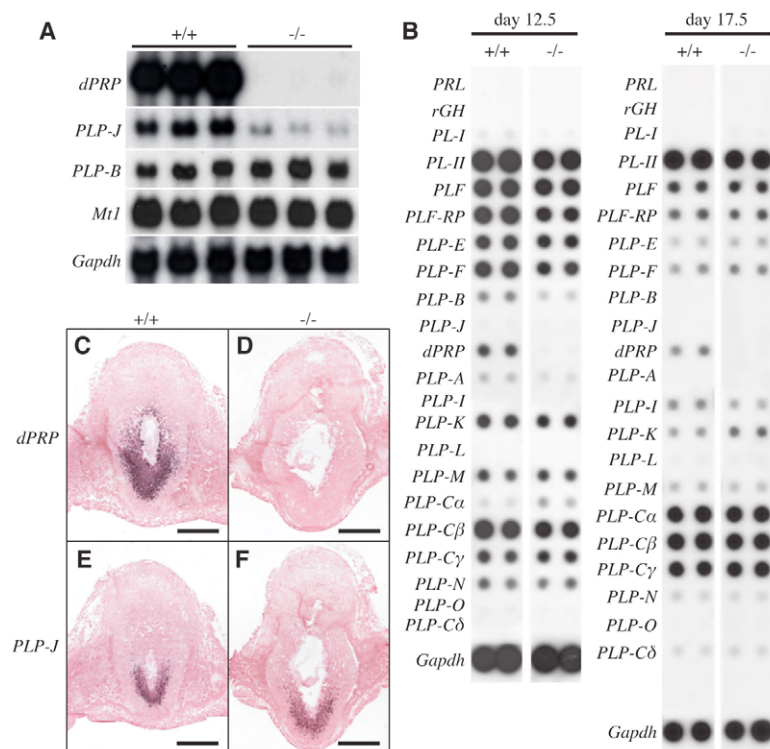 A
+/+ -/-
dPRP
PLP-J
PLP-B
Mt1
Gapdh
B
day 12.5
+/+ -/-
PRL
rGH
PL-I
PL-II
PLF
PLF-RP
PLP-E
PLP-F
PLP-B
PLP-J
dPRP
PLP-A
PLP-I
PLP-K
PLP-L
PLP-M
PLP-Cα
PLP-Cβ
PLP-Cγ
PLP-N
PLP-O
PLP-Cδ
Gapdh
day 17.5
+/+ -/-
PRL
rGH
PL-I
PL-II
PLF
PLF-RP
PLP-E
PLP-F
PLP-B
PLP-J
dPRP
PLP-A
PLP-I
PLP-K
PLP-L
PLP-M
PLP-Cα
PLP-Cβ
PLP-Cγ
PLP-N
PLP-O
PLP-Cδ
Gapdh
+/+ -/-
C D
dPRP
E F
PLP-J